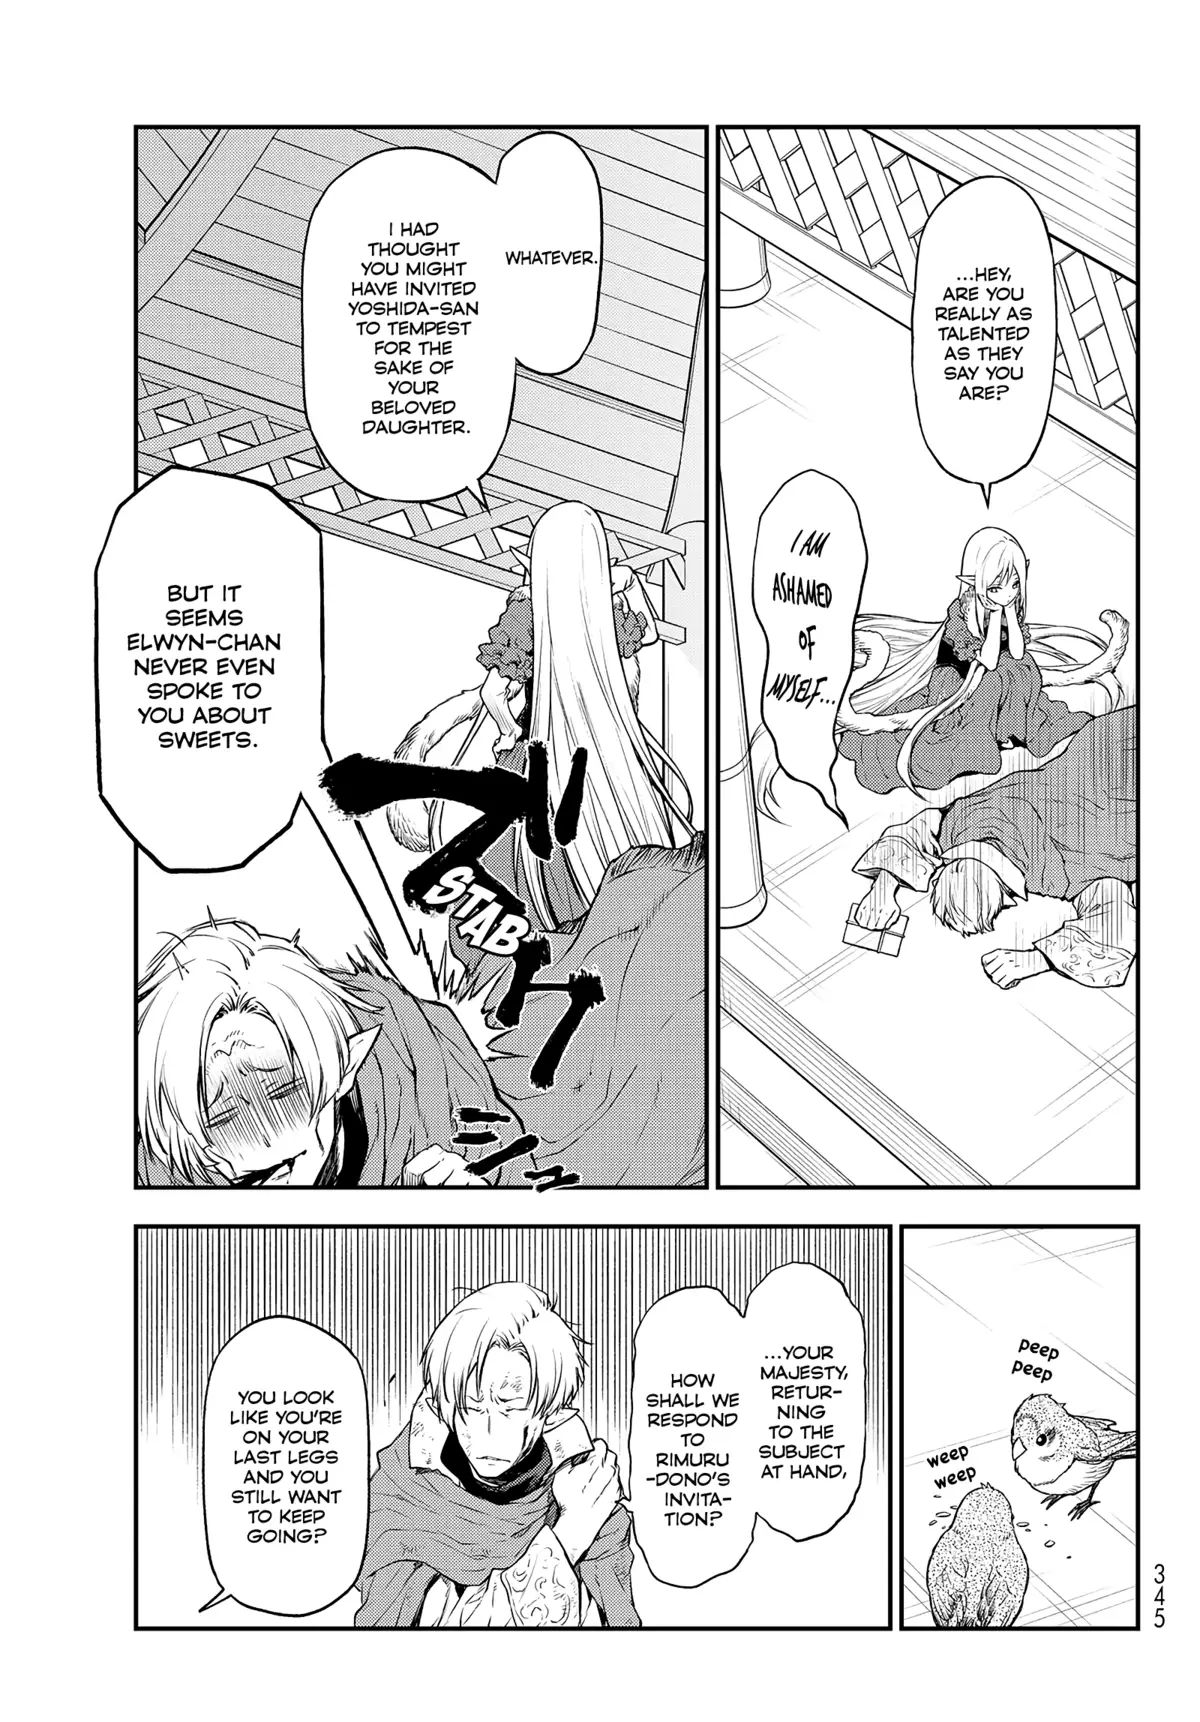 ...HEY,
ARE YOU
REALLY AS
TALENTED
AS THEY
SAY YOU
ARE?
I AM
ASHAMED
OF
MYSELF...
WHATEVER.
I HAD
THOUGHT
YOU MIGHT
HAVE INVITED
YOSHIDA-SAN
TO TEMPEST
FOR THE
SAKE OF
YOUR
BELOVED
DAUGHTER.
BUT IT
SEEMS
ELWYN-CHAN
NEVER EVEN
SPOKE TO
YOU ABOUT
SWEETS.
STAB
peep
peep
weep
weep
...YOUR
MAJESTY,
RETUR-
NING
TO THE
SUBJECT
AT HAND,
HOW
SHALL WE
RESPOND
TO
RIMURU
-DONO'S
INVITA-
TION?
YOU LOOK
LIKE YOU'RE
ON YOUR
LAST LEGS
AND YOU
STILL WANT
TO KEEP
GOING?
345